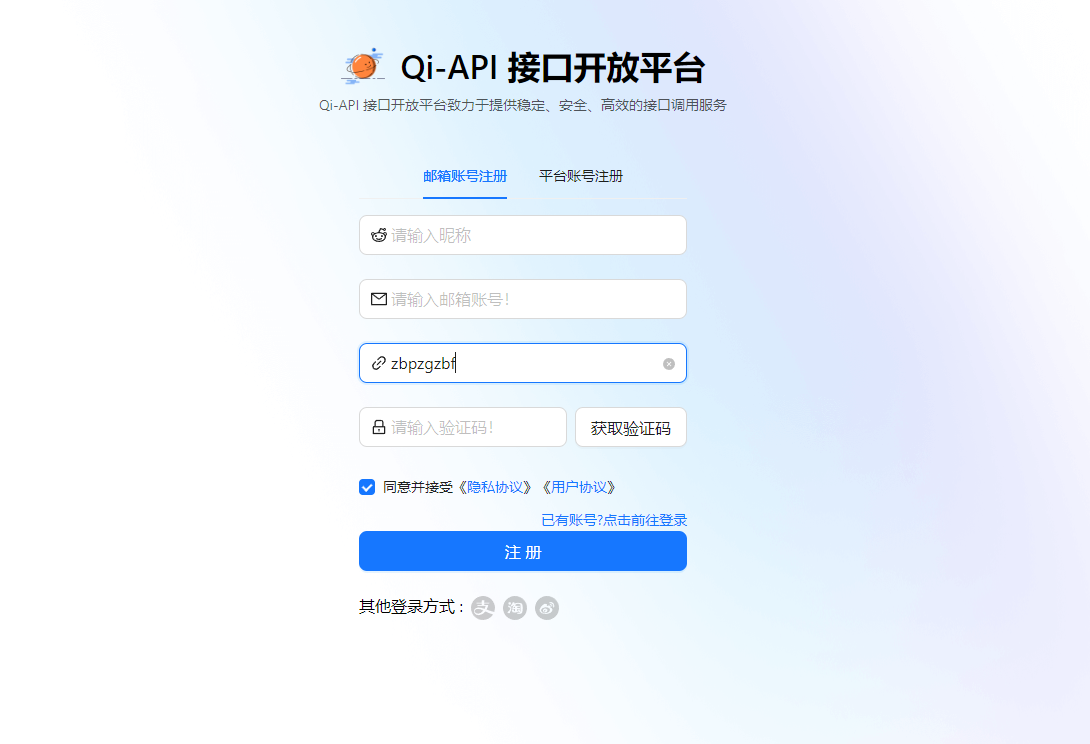 Qi-API 接口开放平台
Qi-API 接口开放平台致力于提供稳定、安全、高效的接口调用服务
邮箱账号注册 平台账号注册
请输入昵称
请输入邮箱账号!
zbpzgzbf
请输入验证码! 获取验证码
同意并接受《隐私协议》《用户协议》
已有账号?点击前往登录
注 册
其他登录方式 : 支 淘